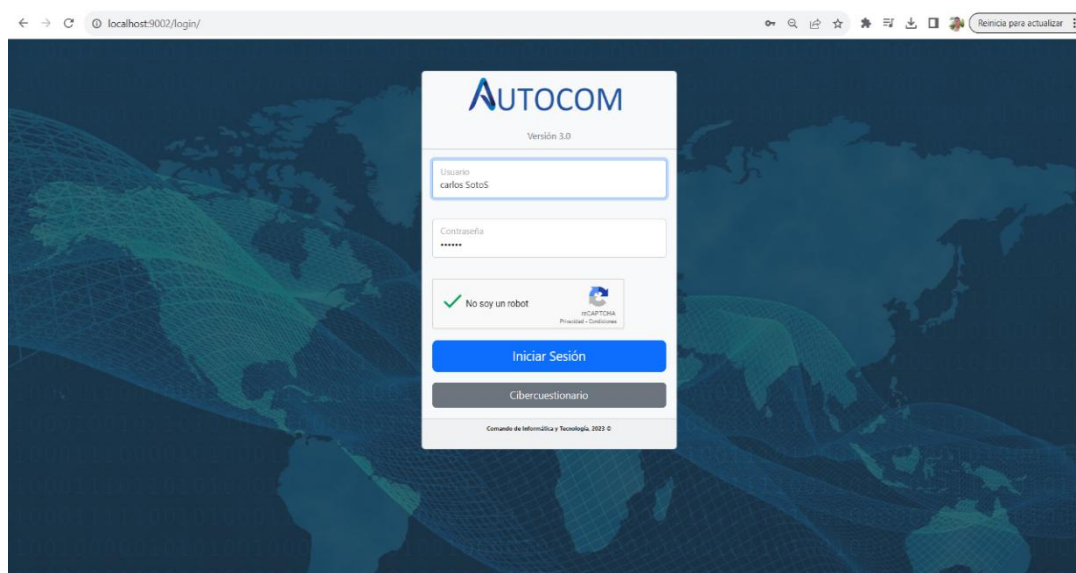 localhost:9002/login/
Reinicia para actualizar
AUTOCOM
Versión 3.0
Usuario
carlos SotoS
Contraseña
••••••
No soy un robot
reCAPTCHA
Privacidad - Condiciones
Iniciar Sesión
Cibercuestionario
Comando de Informática y Tecnología, 2023 ©